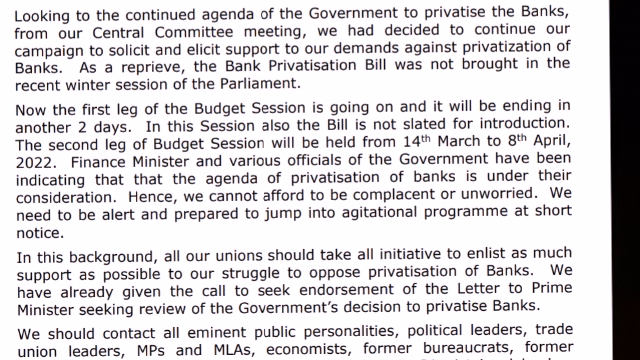 Looking to the continued agenda of the Government to privatise the Banks,
from our Central Committee meeting, we had decided to continue our
campaign to solicit and elicit support to our demands against privatization of
Banks. As a reprieve, the Bank Privatisation Bill was not brought in the
recent winter session of the Parliament.
Now the first leg of the Budget Session is going on and it will be ending in
another 2 days. In this Session also the Bill is not slated for introduction.
The second leg of Budget Session will be held from 14th March to 8th April,
2022. Finance Minister and various officials of the Government have been
indicating that that the agenda of privatisation of banks is under their
consideration. Hence, we cannot afford to be complacent or unworried. We
need to be alert and prepared to jump into agitational programme at short
notice.
In this background, all our unions should take all initiative to enlist as much
support as possible to our struggle to oppose privatisation of Banks. We
have already given the call to seek endorsement of the Letter to Prime
Minister seeking review of the Government's decision to privatise Banks.
We should contact all eminent public personalities, political leaders, trade
union leaders, MPs and MLAs, economists, former bureaucrats, former